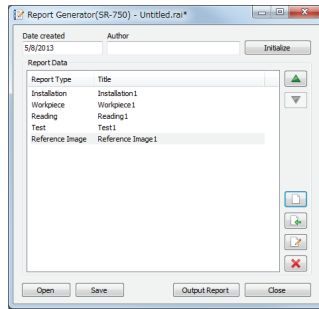 Report Generator(SR-750) - Untitled.rai*
Date created Author
5/8/2013 Initialize
Report Data
Report Type Title
Installation Installation1
Workpiece Workpiece1
Reading Reading1
Test Test1
Reference Image Reference Image1
Open Save Output Report Close